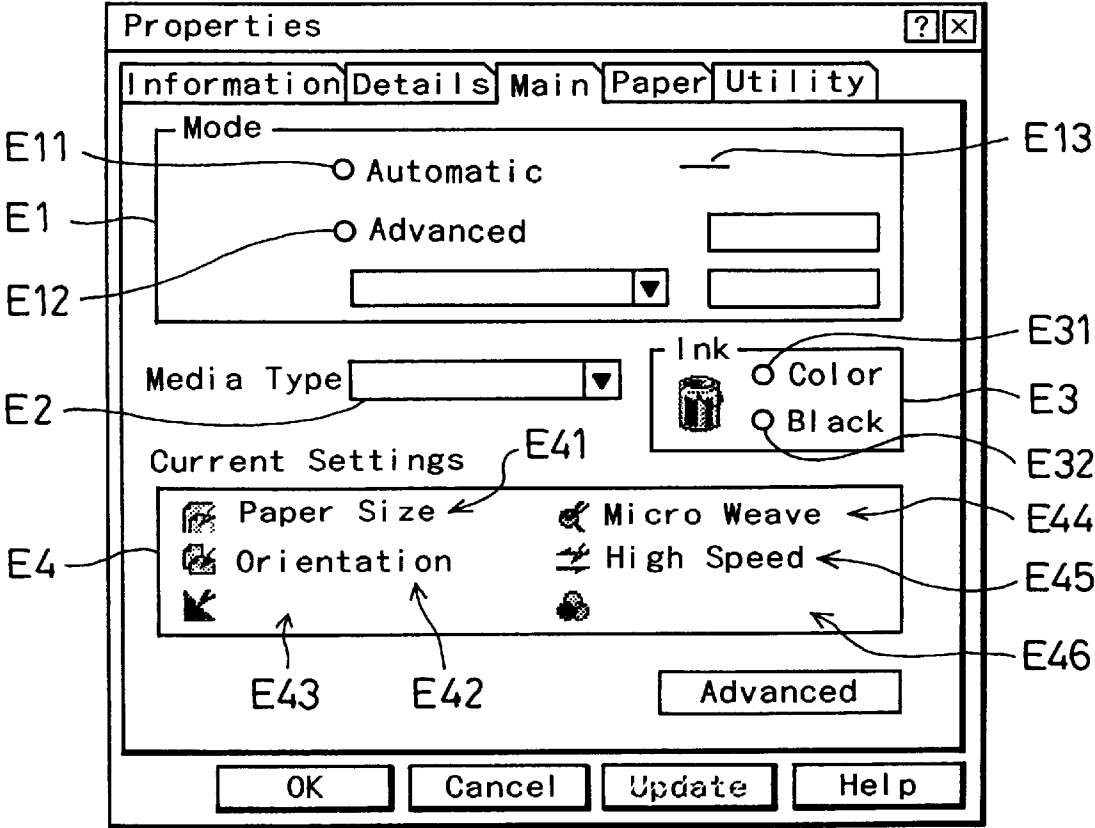 Properties ? ×
Information Details Main Paper Utility
Mode
E11 Automatic E13
E1 Advanced
E12
Ink E31
Media Type Color
E2 Black E3
Current Settings E41 E32
Paper Size Micro Weave E44
E4 Orientation High Speed E45
E43 E42 E46
Advanced
OK Cancel Update Help